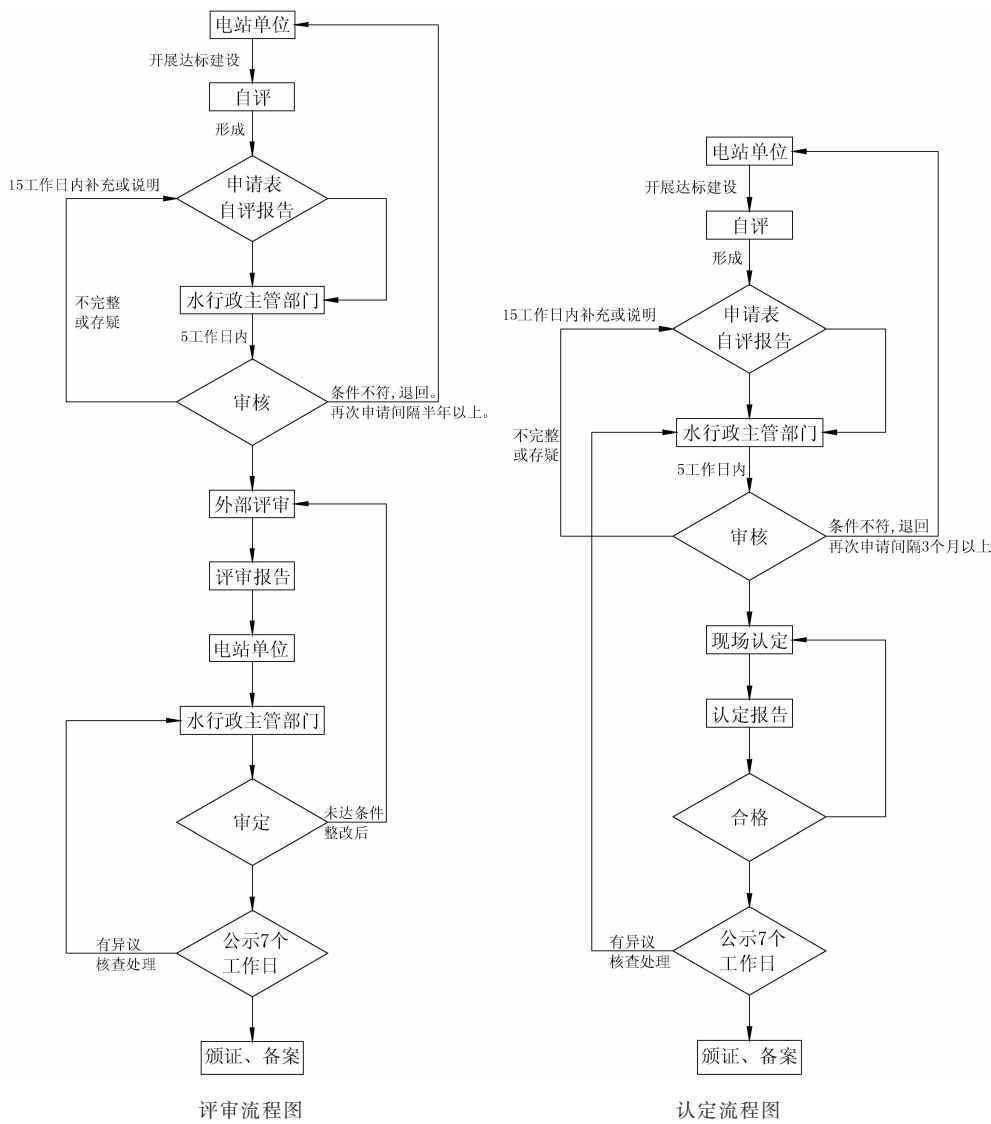 电站单位
开展达标建设
自评
形成
15工作日内补充或说明
申请表
自评报告
水行政主管部门
不完整
或存疑
5工作日内
审核
条件不符,退回。
再次申请间隔半年以上。
外部评审
评审报告
电站单位
水行政主管部门
审定
未达条件
整改后
有异议
核查处理
公示7个
工作日
颁证、备案
评审流程图
电站单位
开展达标建设
自评
形成
15工作日内补充或说明
申请表
自评报告
水行政主管部门
不完整
或存疑
5工作日内
审核
条件不符,退回
再次申请间隔3个月以上
现场认定
认定报告
合格
有异议
核查处理
公示7个
工作日
颁证、备案
认定流程图